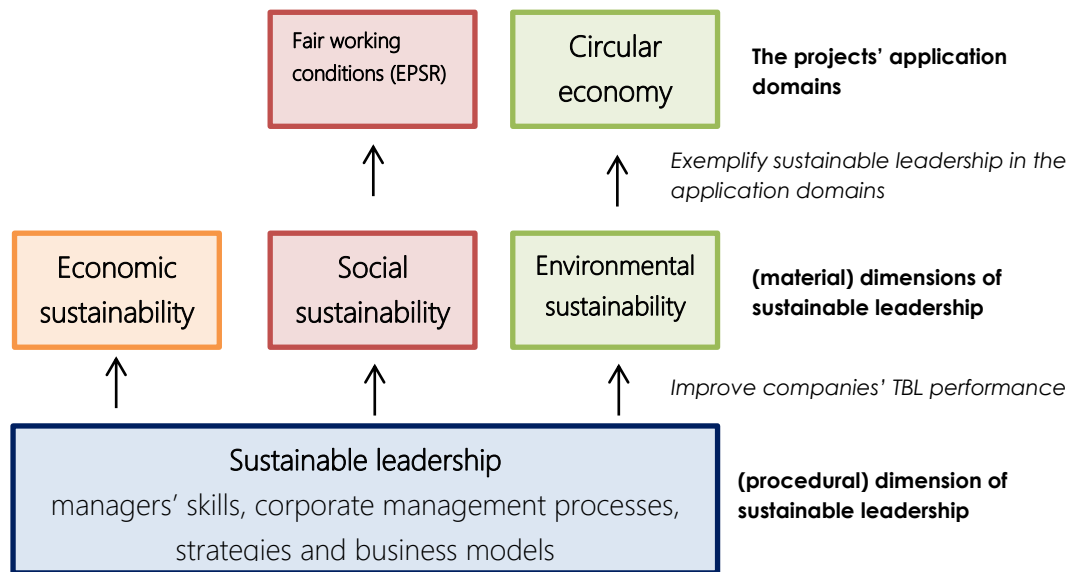 Fair working
conditions (EPSR)
Circular
economy
The projects’ application
domains
Exemplify sustainable leadership in the
application domains
Economic
sustainability
Social
sustainability
Environmental
sustainability
(material) dimensions of
sustainable leadership
Improve companies’ TBL performance
Sustainable leadership
managers’ skills, corporate management processes,
strategies and business models
(procedural) dimension of
sustainable leadership